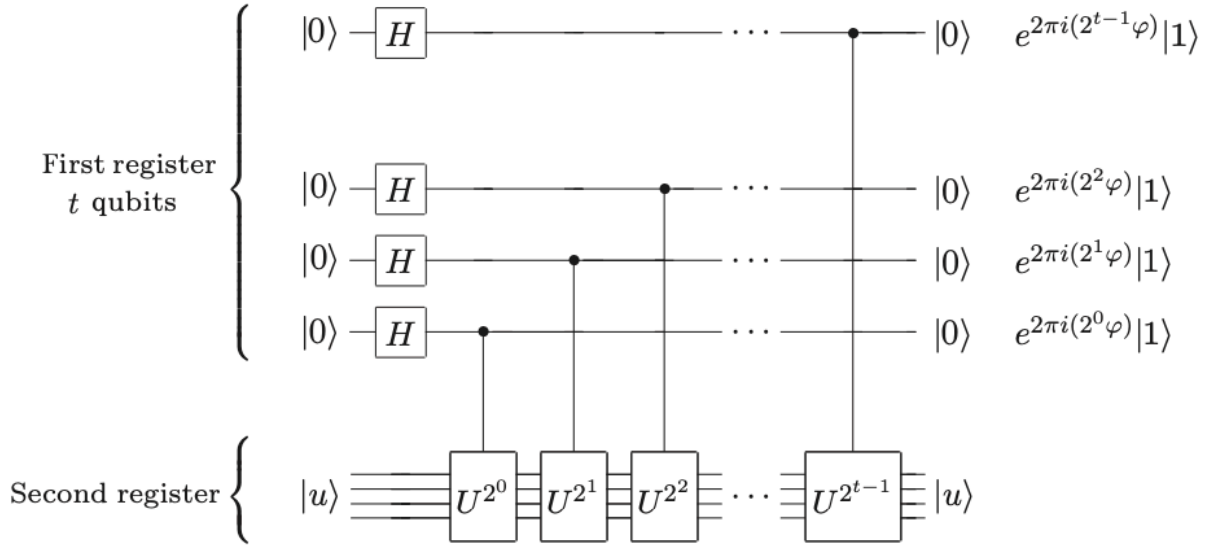 |0⟩ H ··· |0⟩ e^{2πi(2^{t−1}φ)}|1⟩
First register
t qubits
|0⟩ H ··· |0⟩ e^{2πi(2^2φ)}|1⟩
|0⟩ H ··· |0⟩ e^{2πi(2^1φ)}|1⟩
|0⟩ H ··· |0⟩ e^{2πi(2^0φ)}|1⟩
Second register |u⟩ U^{2^0} U^{2^1} U^{2^2} ··· U^{2^{t−1}} |u⟩